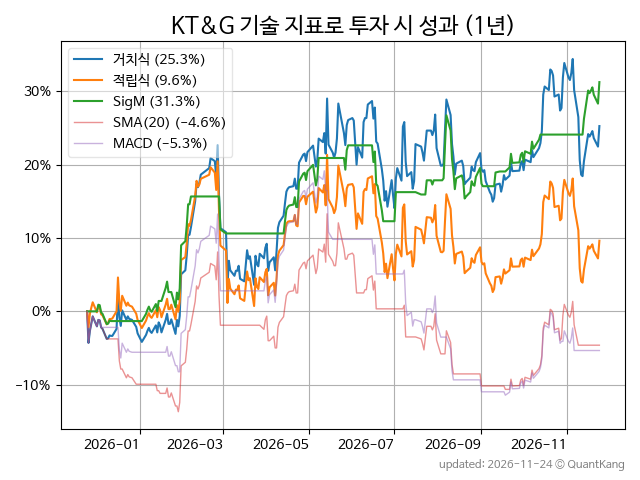 KT&G 기술 지표로 투자 시 성과 (1년)
거치식 (25.3%)
적립식 (9.6%)
SigM (31.3%)
SMA(20) (−4.6%)
MACD (−5.3%)
30%
20%
10%
0%
−10%
2026-01 2026-03 2026-05 2026-07 2026-09 2026-11
updated: 2026-11-24 © QuantKang